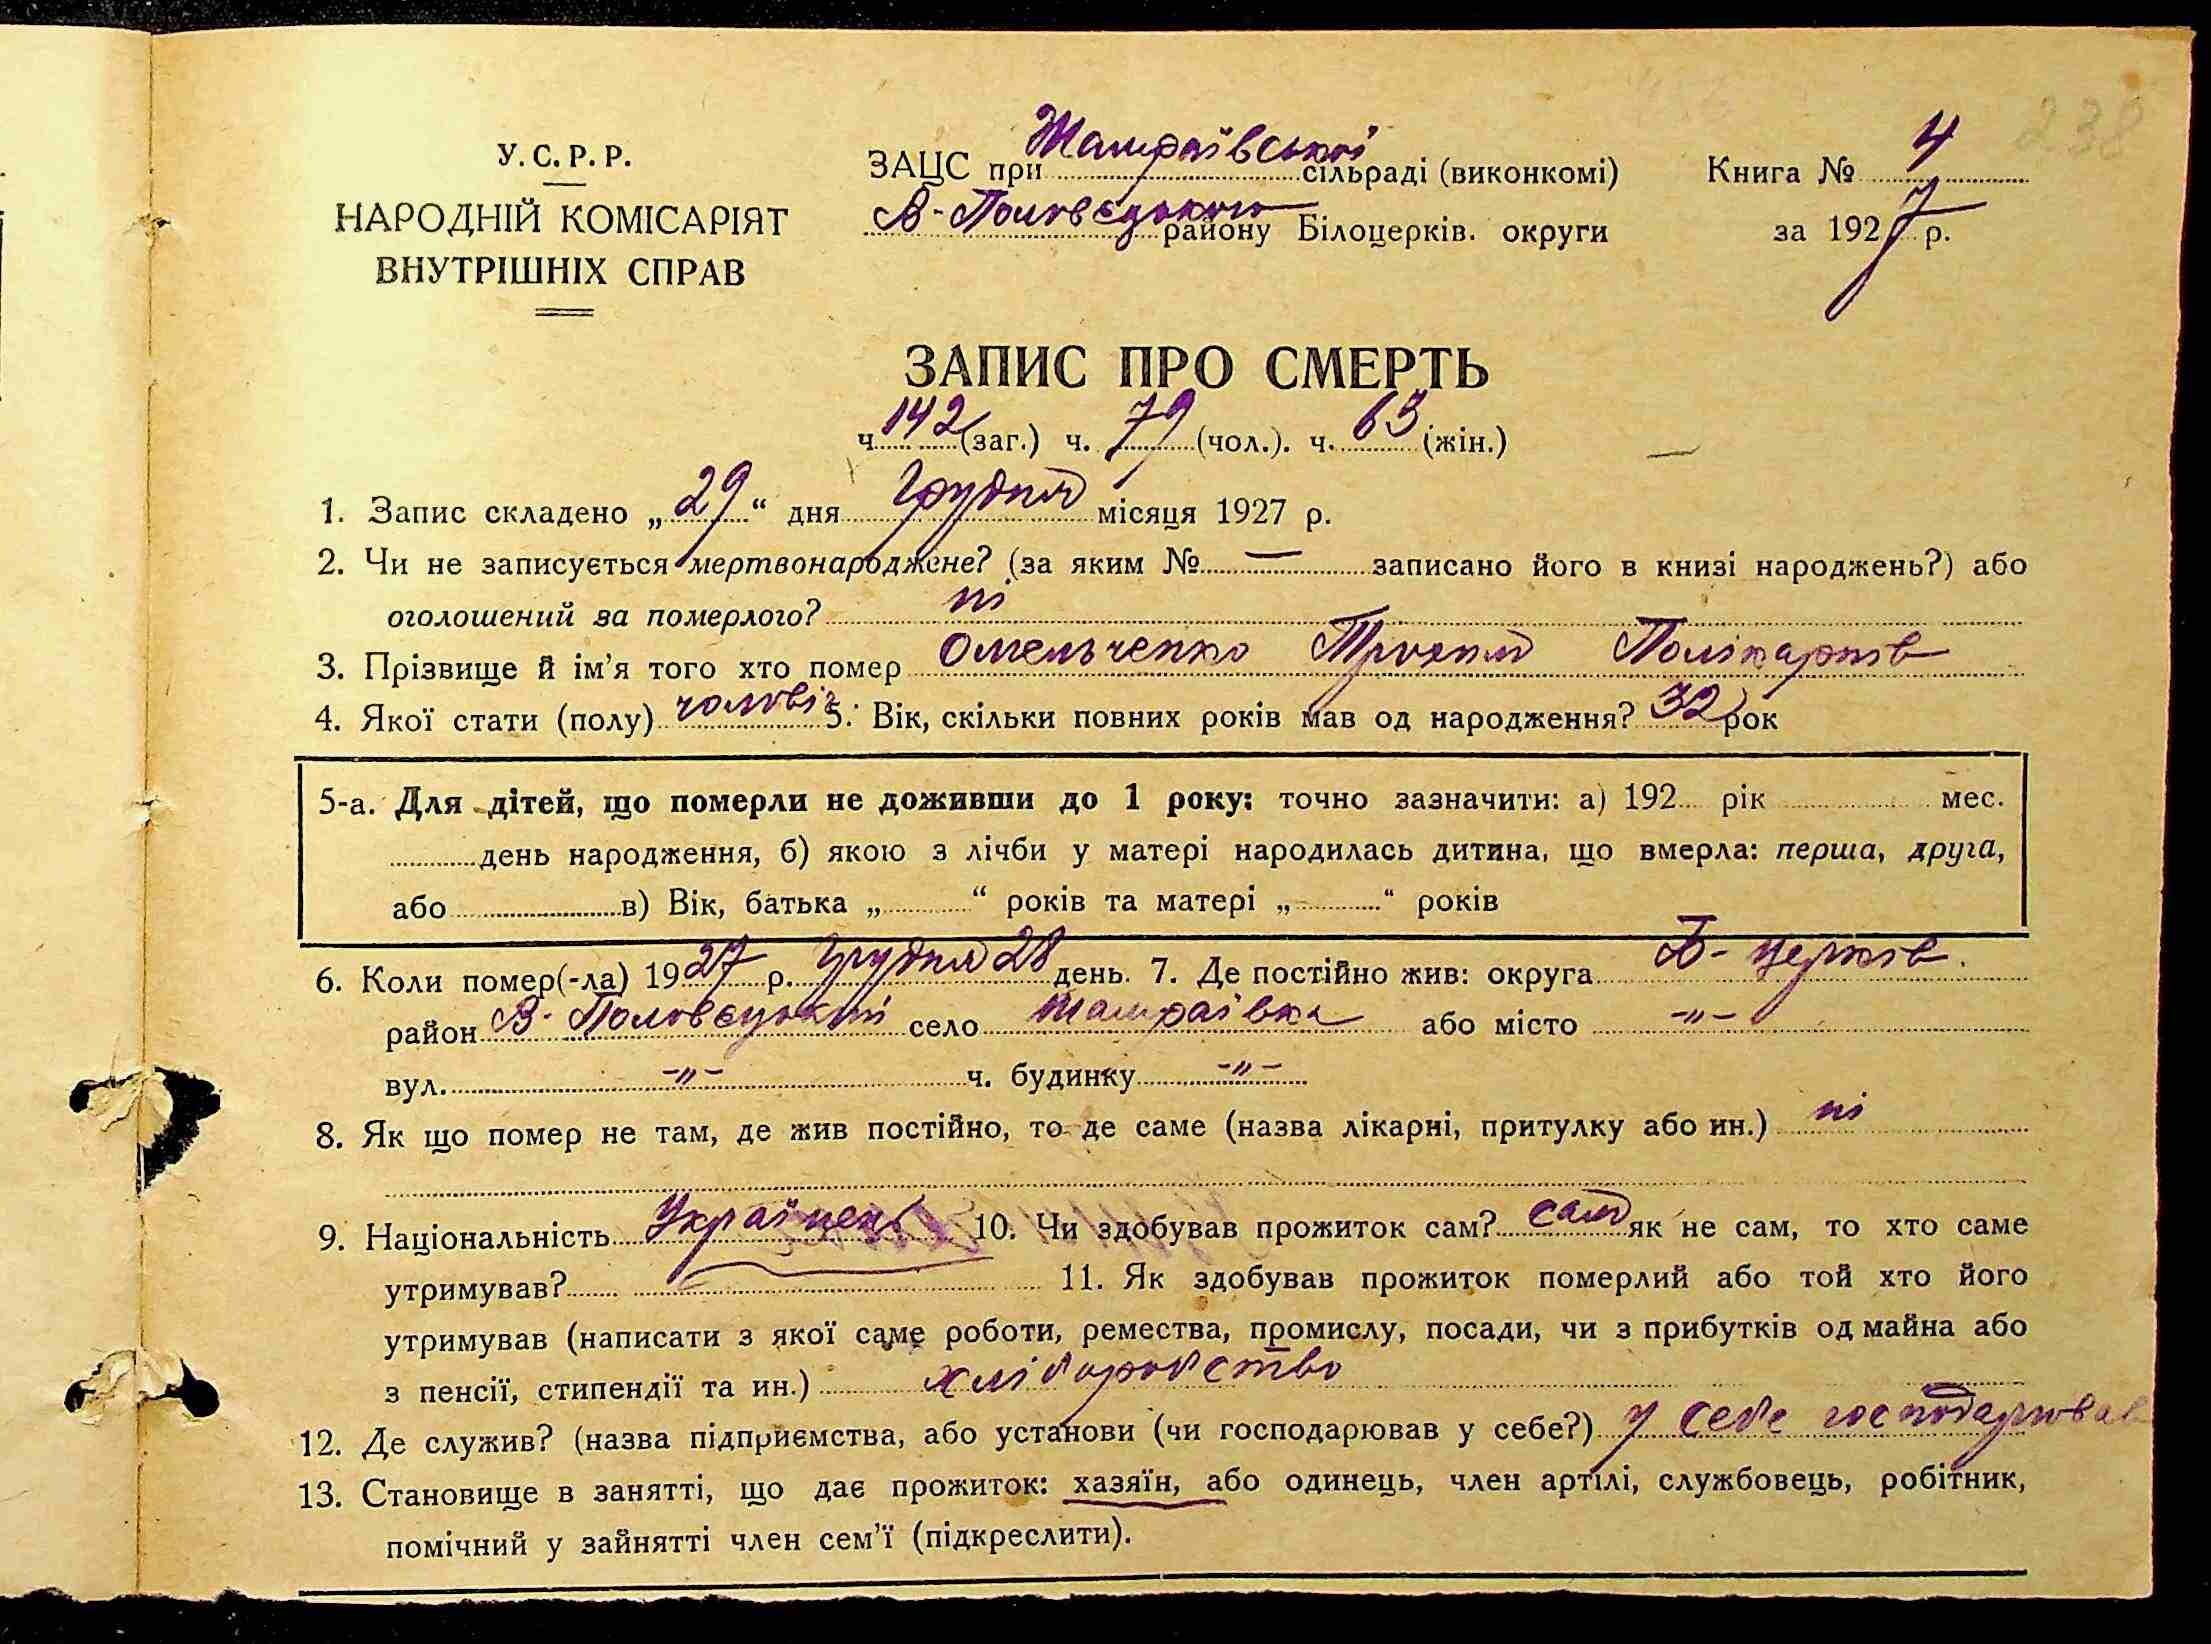 238
У.С.Р.Р.
НАРОДНІЙ КОМІСАРІЯТ
ВНУТРІШНІХ СПРАВ
ЗАЦС при Шамраївської сільраді (виконкомі)
В-Половецького району Білоцерків. округи
Книга № 4
за 1927 р.
ЗАПИС ПРО СМЕРТЬ
ч 142 (заг.) ч. 79 (чол.). ч. 63 (жін.)
1. Запис складено „29“ дня Грудня місяця 1927 р.
2. Чи не записується мертвонароджене? (за яким № — записано його в книзі народжень?) або
оголошений за померлого? ні
3. Прізвище й ім’я того хто помер Омельченко Трохим Полікарпів
4. Якої стати (полу) чоловіч 5. Вік, скільки повних років мав од народження? 32 рок
5-а. Для дітей, що померли не доживши до 1 року: точно зазначити: а) 192 рік мес.
день народження, б) якою з лічби у матері народилась дитина, що вмерла: перша, друга,
або в) Вік, батька „ “ років та матері „ “ років
6. Коли помер(-ла) 1927 р. Грудня 28 день. 7. Де постійно жив: округа Б-Церків.
район В-Половецький село Шамраївка або місто -„-
вул. -„- ч. будинку -„-
8. Як що помер не там, де жив постійно, то де саме (назва лікарні, притулку або ин.) ні
9. Національність Українець 10. Чи здобував прожиток сам? сам як не сам, то хто саме
утримував? 11. Як здобував прожиток померлий або той хто його
утримував (написати з якої саме роботи, ремества, промислу, посади, чи з прибутків од майна або
з пенсії, стипендії та ин.) хліборобство
12. Де служив? (назва підприємства, або установи (чи господарював у себе?) у себе господарював
13. Становище в занятті, що дає прожиток: хазяїн, або одинець, член артілі, службовець, робітник,
помічний у зайнятті член сем’ї (підкреслити).